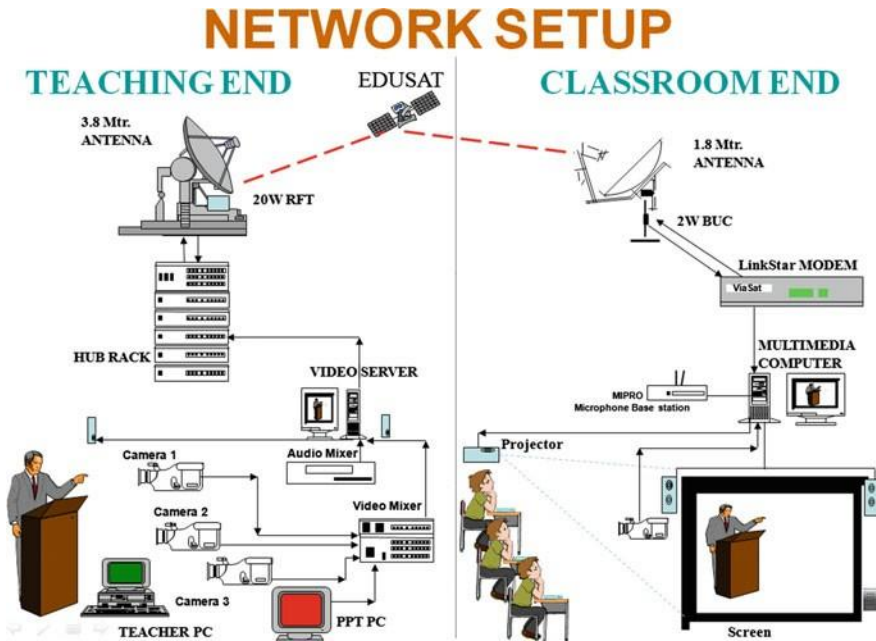 NETWORK SETUP
TEACHING END
EDUSAT
CLASSROOM END
3.8 Mtr.
ANTENNA
20W RFT
1.8 Mtr.
ANTENNA
2W BUC
LinkStar MODEM
ViaSat
HUB RACK
VIDEO SERVER
MULTIMEDIA
COMPUTER
MIPRO
Microphone Base station
Projector
Camera 1
Audio Mixer
Camera 2
Video Mixer
Camera 3
TEACHER PC
PPT PC
Screen